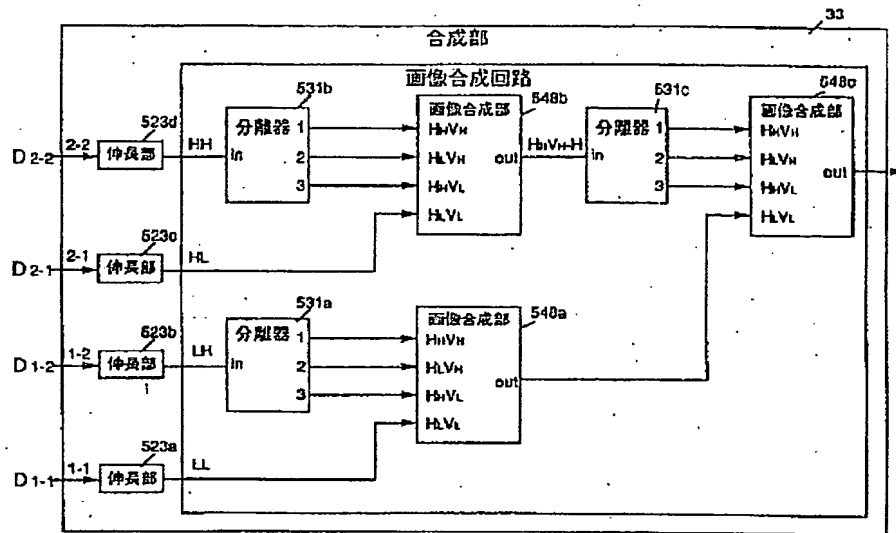 33
合成部
画像合成回路
D2-2
2-2
523d
伸長部
HH
531b
分離器
in
1
2
3
画像合成部
548b
HHVH
HLVH
HHVL
HLVL
out
HHVH-H
531c
分離器
in
1
2
3
548c
画像合成部
HHVH
HLVH
HHVL
HLVL
out
D2-1
2-1
523c
伸長部
HL
D1-2
1-2
523b
伸長部
LH
531a
分離器
in
1
2
3
画像合成部
548a
HHVH
HLVH
HHVL
HLVL
out
D1-1
1-1
523a
伸長部
LL